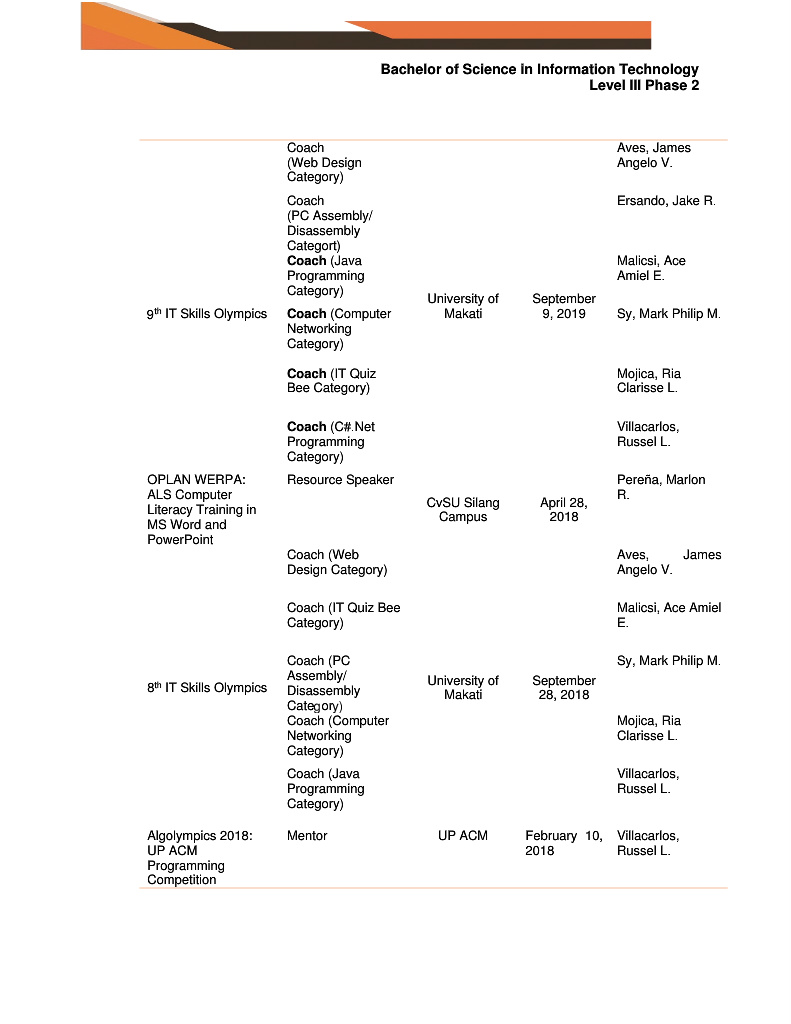 Bachelor of Science in Information Technology
Level III Phase 2
Coach
(Web Design
Category)
Aves, James
Angelo V.
Coach
(PC Assembly/
Disassembly
Categort)
Ersando, Jake R.
Coach (Java
Programming
Category)
Malicsi, Ace
Amiel E.
9th IT Skills Olympics
Coach (Computer
Networking
Category)
University of
Makati
September
9, 2019
Sy, Mark Philip M.
Coach (IT Quiz
Bee Category)
Mojica, Ria
Clarisse L.
Coach (C#.Net
Programming
Category)
Villacarlos,
Russel L.
OPLAN WERPA:
ALS Computer
Literacy Training in
MS Word and
PowerPoint
Resource Speaker
CvSU Silang
Campus
April 28,
2018
Pereña, Marlon
R.
Coach (Web
Design Category)
Aves, James
Angelo V.
Coach (IT Quiz Bee
Category)
Malicsi, Ace Amiel
E.
8th IT Skills Olympics
Coach (PC
Assembly/
Disassembly
Category)
University of
Makati
September
28, 2018
Sy, Mark Philip M.
Coach (Computer
Networking
Category)
Mojica, Ria
Clarisse L.
Coach (Java
Programming
Category)
Villacarlos,
Russel L.
Algolympics 2018:
UP ACM
Programming
Competition
Mentor
UP ACM
February 10,
2018
Villacarlos,
Russel L.